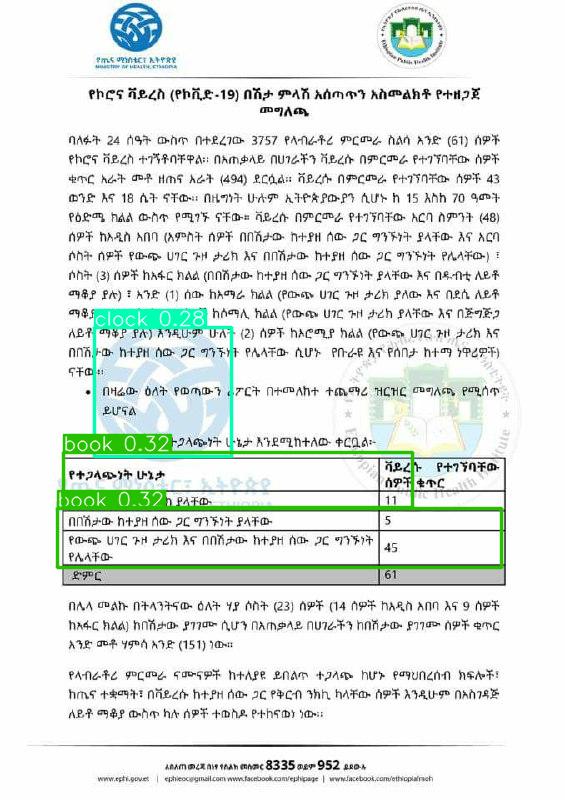 የጤና ሚኒስቴር፣ ኢትዮጵያ
MINISTRY OF HEALTH, ETHIOPIA
Ethiopian Public Health Institute
የኮሮና ቫይረስ (የኮቪድ-19) በሽታ ምላሽ አሰጣጥን አስመልክቶ የተዘጋጀ
መግለጫ
ባለፉት 24 ሰዓት ውስጥ በተደረገው 3757 የላብራቶሪ ምርመራ ስልሳ አንድ (61) ሰዎች
የኮሮና ቫይረስ ተገኝቶባቸዋል። በአጠቃላይ በሀገራችን ቫይረሱ በምርመራ የተገኘባቸው ሰዎች
ቁጥር አራት መቶ ዘጠና አራት (494) ደርሷል። ቫይረሱ በምርመራ የተገኘባቸው ሰዎች 43
ወንድ እና 18 ሴት ናቸው። በዜግነት ሁሉም ኢትዮጵያውያን ሲሆኑ ከ 15 እስከ 70 ዓመት
የዕድሜ ክልል ውስጥ የሚገኙ ናቸው። ቫይረሱ በምርመራ የተገኘባቸው አርባ ስምንት (48)
ሰዎች ከአዲስ አበባ (አምስት ሰዎች በበሽታው ከተያዘ ሰው ጋር ግንኙነት ያላቸው እና አርባ
ሶስት ሰዎች የውጭ ሀገር ጉዞ ታሪክ እና በበሽታው ከተያዘ ሰው ጋር ግንኙነት የሌላቸው) ፣
ሶስት (3) ሰዎች ከአፋር ክልል (በበሽታው ከተያዘ ሰው ጋር ግንኙነት ያላቸው እና በዱብቲ ለይቶ
ማቆያ ያሉ) ፣ አንድ (1) ሰው ከአማራ ክልል (የውጭ ሀገር ጉዞ ታሪክ ያለው እና በደሴ ለይቶ
ከሶማሊ ክልል (የውጭ ሀገር ጉዞ ታሪክ ያላቸው እና በጅግጅጋ
ለይቶ ማቆያ ያሉ) እንዲሁም ሁለት (2) ሰዎች ከኦሮሚያ ክልል (የውጭ ሀገር ጉዞ ታሪክ እና
በበሽታው ከተያዘ ሰው ጋር ግንኙነት የሌላቸው ሲሆኑ የቡራዩ እና የሰበታ ከተማ ነዋሪዎች)
ናቸው።
• በዛሬው ዕለት የወጣውን ሪፖርት በተመለከተ ተጨማሪ ዝርዝር መግለጫ የሚሰጥ
ይሆናል
ተጋላጭነት ሁኔታ እንደሚከተለው ቀርቧል፡-
የተጋላጭነት ሁኔታ ቫይረሱ የተገኘባቸው
ሰዎች ቁጥር
ያላቸው 11
በበሽታው ከተያዘ ሰው ጋር ግንኙነት ያላቸው 5
የውጭ ሀገር ጉዞ ታሪክ እና በበሽታው ከተያዘ ሰው ጋር ግንኙነት
የሌላቸው 45
ድምር 61
በሌላ መልኩ በትላንትናው ዕለት ሃያ ሶስት (23) ሰዎች (14 ሰዎች ከአዲስ አበባ እና 9 ሰዎች
ከአፋር ክልል) ከበሽታው ያገገሙ ሲሆን በአጠቃላይ በሀገራችን ከበሽታው ያገገሙ ሰዎች ቁጥር
አንድ መቶ ሃምሳ አንድ (151) ነው።
የላብራቶሪ ምርመራ ናሙናዎች ከተለያዩ ይበልጥ ተጋላጭ ከሆኑ የማህበረሰብ ክፍሎች፣
ከጤና ተቋማት፣ በቫይረሱ ከተያዘ ሰው ጋር የቅርብ ንክኪ ካላቸው ሰዎች እንዲሁም በአስገዳጅ
ለይቶ ማቆያ ውስጥ ካሉ ሰዎች ተወስዶ የተከናወነ ነው።
ለበለጠ መረጃ በነፃ የስልክ መስመር 8335 ወይም 952 ይደውሉ
www.ephi.gov.et | ephieoc@gmail.com www.facebook.com/ephipage | www.facebook.com/ethiopiafmoh
clock 0.28
book 0.32
book 0.32